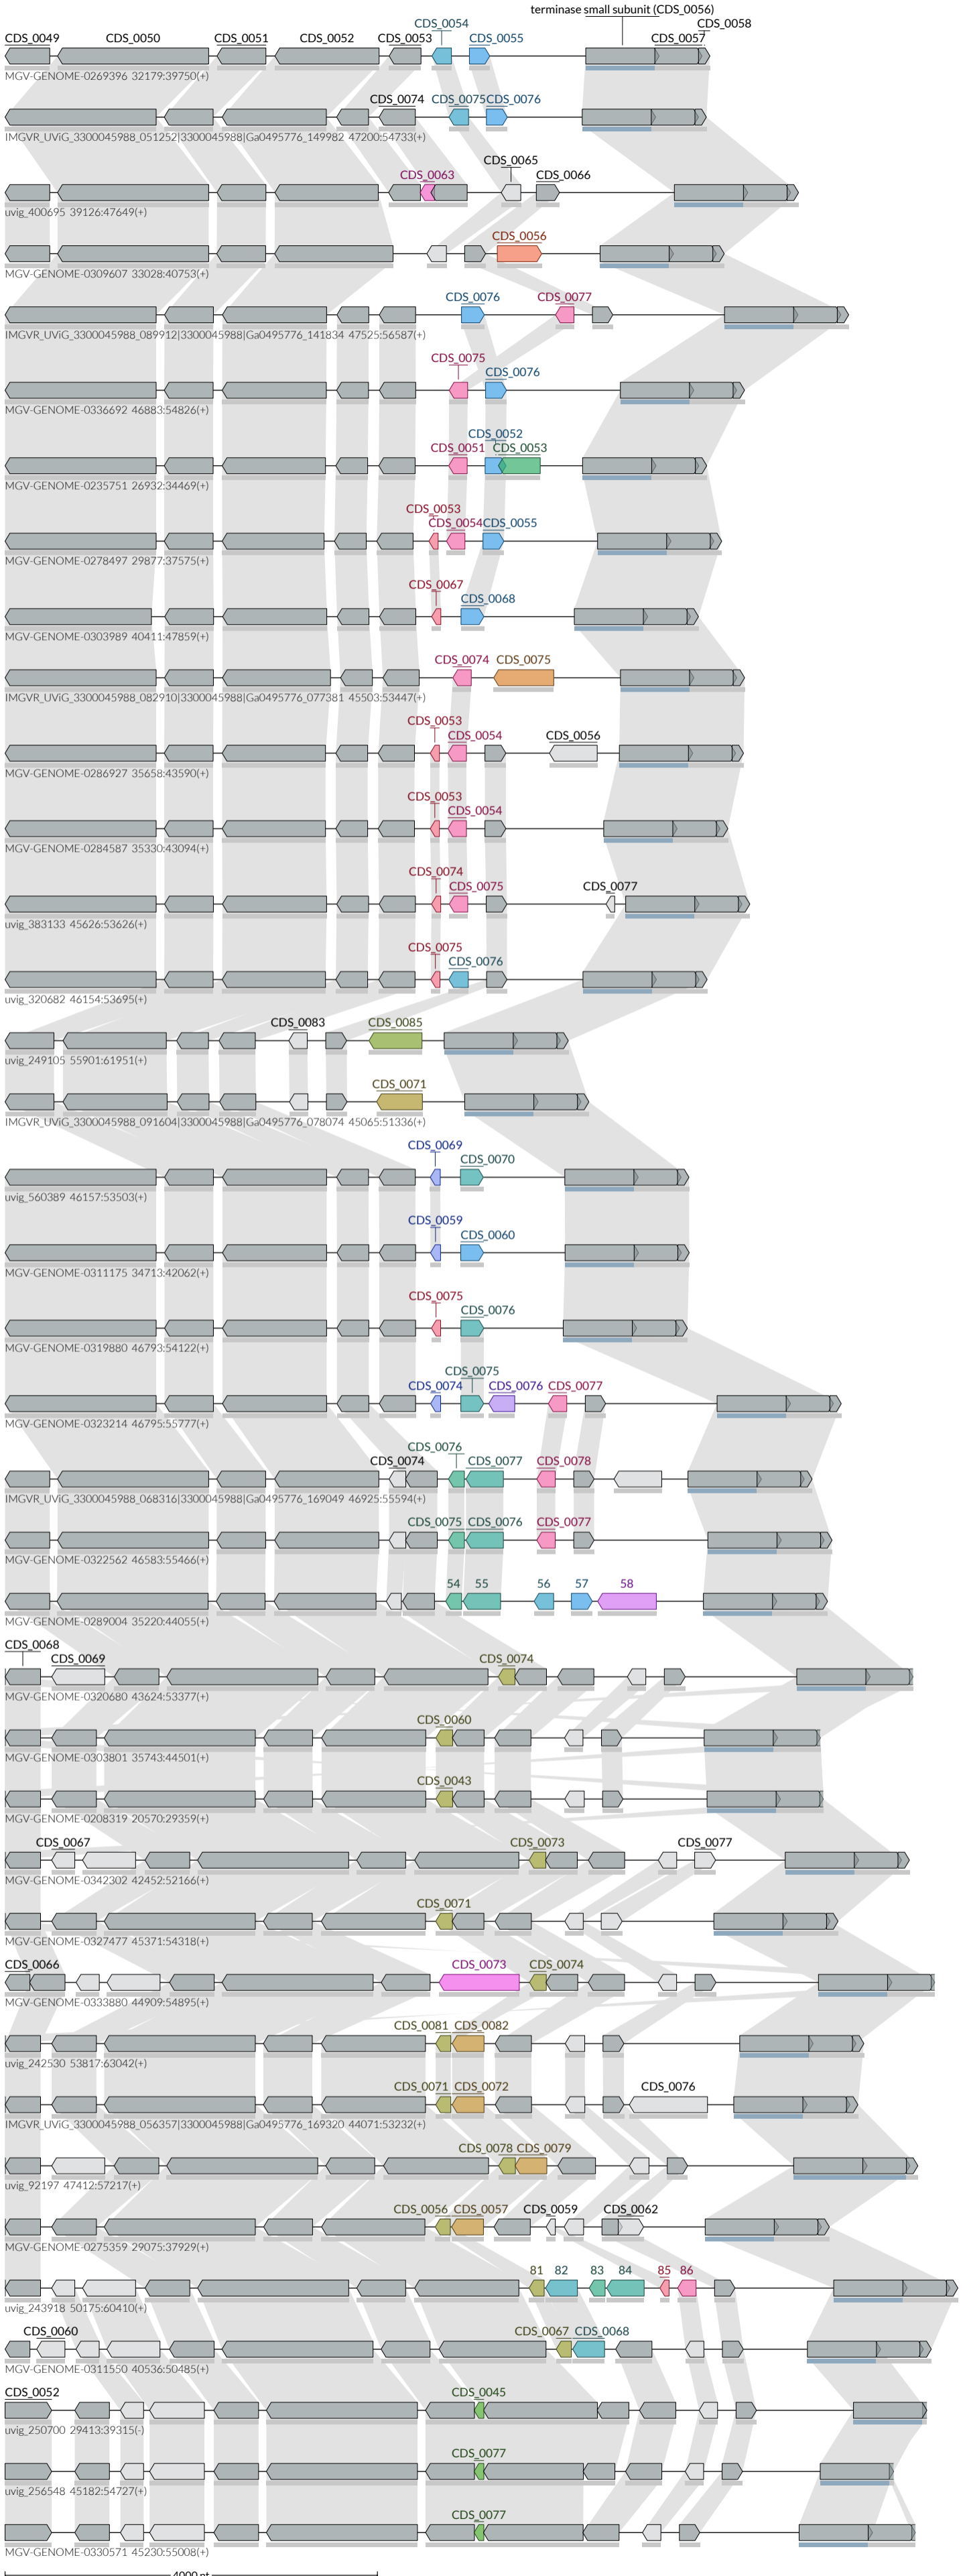 terminase small subunit (CDS_0056)
CDS_0054 CDS_0058
CDS_0049 CDS_0050 CDS_0051 CDS_0052 CDS_0053 CDS_0055 CDS_0057
MGV-GENOME-0269396 32179:39750(+)
CDS_0074 CDS_0075 CDS_0076
IMGVR_UViG_3300045988_051252|3300045988|Ga0495776_149982 47200:54733(+)
CDS_0065
CDS_0063 CDS_0066
uvig_400695 39126:47649(+)
CDS_0056
MGV-GENOME-0309607 33028:40753(+)
CDS_0076 CDS_0077
IMGVR_UViG_3300045988_089912|3300045988|Ga0495776_141834 47525:56587(+)
CDS_0075
CDS_0076
MGV-GENOME-0336692 46883:54826(+)
CDS_0052
CDS_0051 CDS_0053
MGV-GENOME-0235751 26932:34469(+)
CDS_0053
CDS_0054 CDS_0055
MGV-GENOME-0278497 29877:37575(+)
CDS_0067
CDS_0068
MGV-GENOME-0303989 40411:47859(+)
CDS_0074 CDS_0075
IMGVR_UViG_3300045988_082910|3300045988|Ga0495776_077381 45503:53447(+)
CDS_0053
CDS_0054 CDS_0056
MGV-GENOME-0286927 35658:43590(+)
CDS_0053
CDS_0054
MGV-GENOME-0284587 35330:43094(+)
CDS_0074
CDS_0075 CDS_0077
uvig_383133 45626:53626(+)
CDS_0075
CDS_0076
uvig_320682 46154:53695(+)
CDS_0083 CDS_0085
uvig_249105 55901:61951(+)
CDS_0071
IMGVR_UViG_3300045988_091604|3300045988|Ga0495776_078074 45065:51336(+)
CDS_0069
CDS_0070
uvig_560389 46157:53503(+)
CDS_0059
CDS_0060
MGV-GENOME-0311175 34713:42062(+)
CDS_0075
CDS_0076
MGV-GENOME-0319880 46793:54122(+)
CDS_0075
CDS_0074 CDS_0076 CDS_0077
MGV-GENOME-0323214 46795:55777(+)
CDS_0076
CDS_0074 CDS_0077 CDS_0078
IMGVR_UViG_3300045988_068316|3300045988|Ga0495776_169049 46925:55594(+)
CDS_0075 CDS_0076 CDS_0077
MGV-GENOME-0322562 46583:55466(+)
54 55 56 57 58
MGV-GENOME-0289004 35220:44055(+)
CDS_0068
CDS_0069 CDS_0074
MGV-GENOME-0320680 43624:53377(+)
CDS_0060
MGV-GENOME-0303801 35743:44501(+)
CDS_0043
MGV-GENOME-0208319 20570:29359(+)
CDS_0067 CDS_0073 CDS_0077
MGV-GENOME-0342302 42452:52166(+)
CDS_0071
MGV-GENOME-0327477 45371:54318(+)
CDS_0066 CDS_0073 CDS_0074
MGV-GENOME-0333880 44909:54895(+)
CDS_0081 CDS_0082
uvig_242530 53817:63042(+)
CDS_0071 CDS_0072 CDS_0076
IMGVR_UViG_3300045988_056357|3300045988|Ga0495776_169320 44071:53232(+)
CDS_0078 CDS_0079
uvig_92197 47412:57217(+)
CDS_0056 CDS_0057 CDS_0059 CDS_0062
MGV-GENOME-0275359 29075:37929(+)
81 82 83 84 85 86
uvig_243918 50175:60410(+)
CDS_0060 CDS_0067 CDS_0068
MGV-GENOME-0311550 40536:50485(+)
CDS_0052 CDS_0045
uvig_250700 29413:39315(-)
CDS_0077
uvig_256548 45182:54727(+)
CDS_0077
MGV-GENOME-0330571 45230:55008(+)
4000 nt